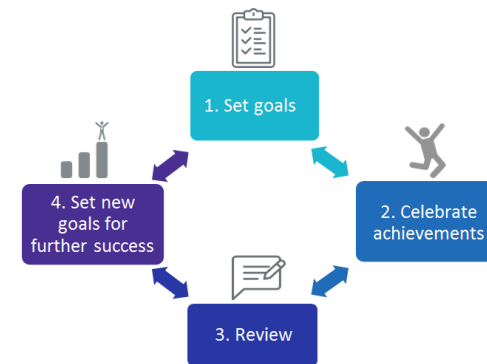 1. Set goals
2. Celebrate
achievements
3. Review
4. Set new
goals for
further success